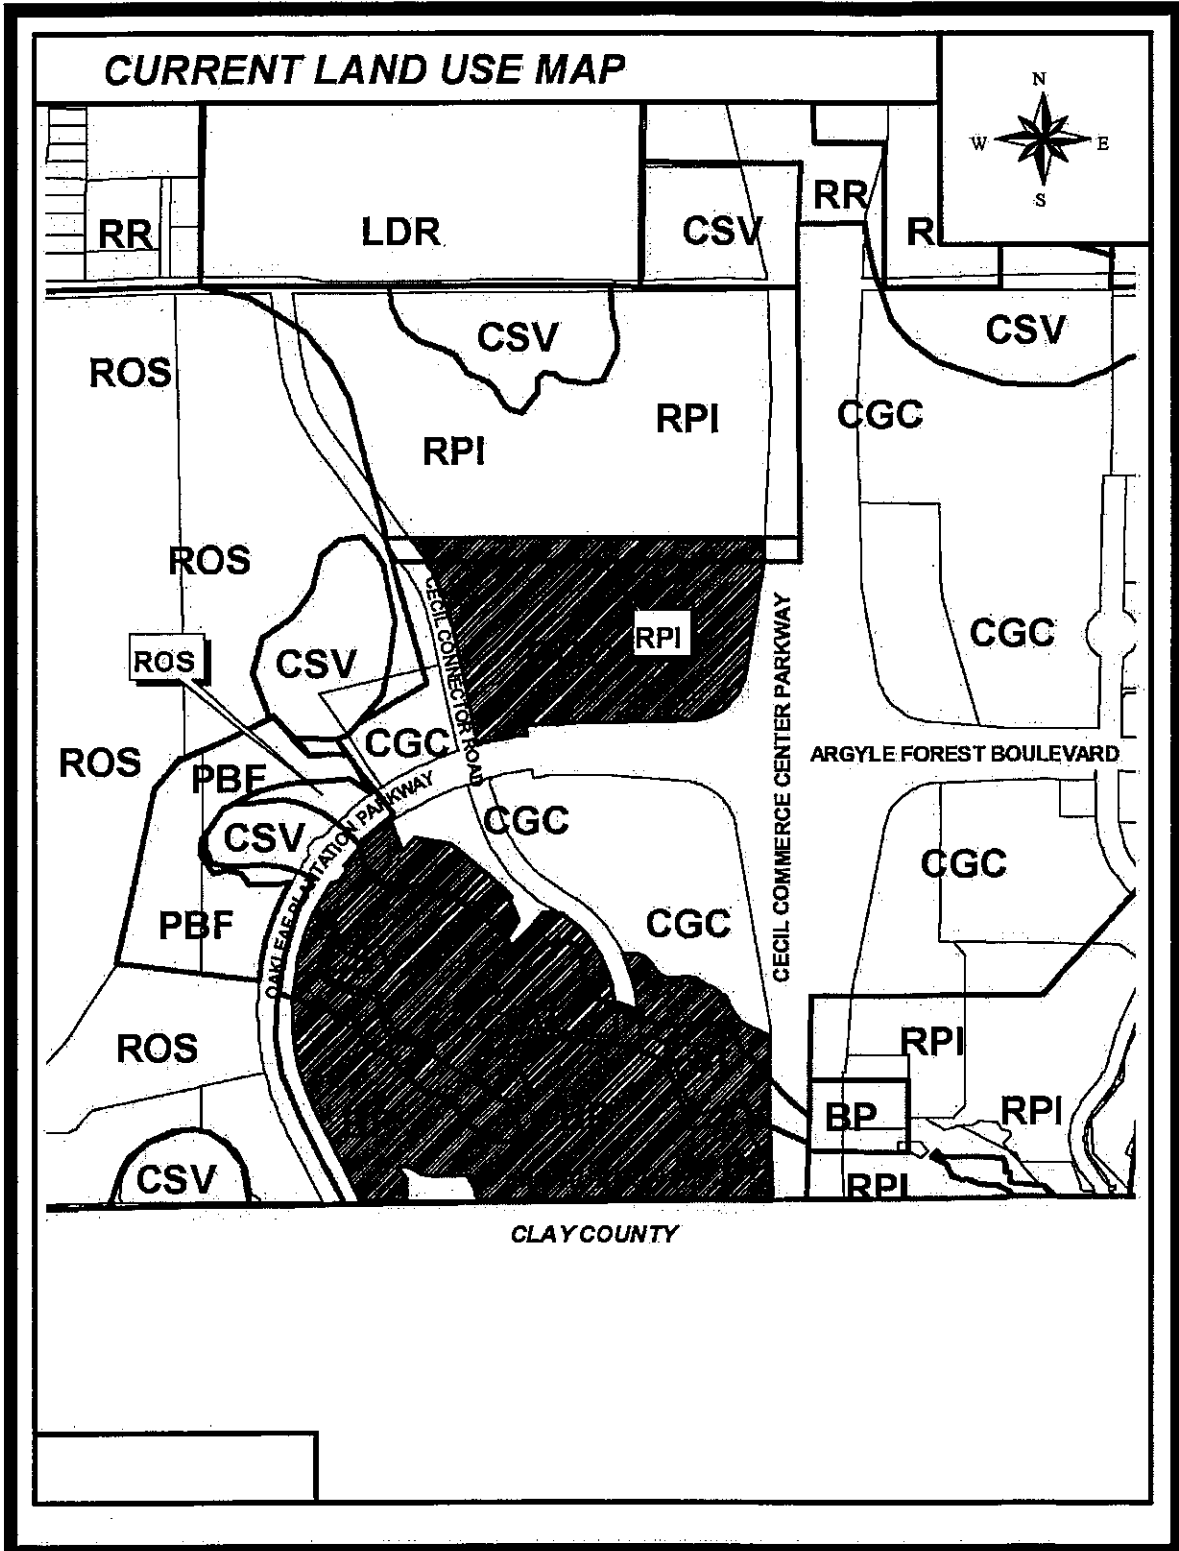 CURRENT LAND USE MAP
N
W E
S
RR
LDR
CSV
RR
R
CSV
CSV
ROS
RPI
RPI
CGC
ROS
CECIL CONNECTOR ROAD
RPI
CGC
ROS
CSV
CECIL COMMERCE CENTER PARKWAY
ROS
PBF
CGC
ARGYLE FOREST BOULEVARD
OAKLEAF PLANTATION PARKWAY
CSV
CGC
CGC
PBF
CGC
ROS
RPI
RPI
BP
CSV
RPI
CLAY COUNTY